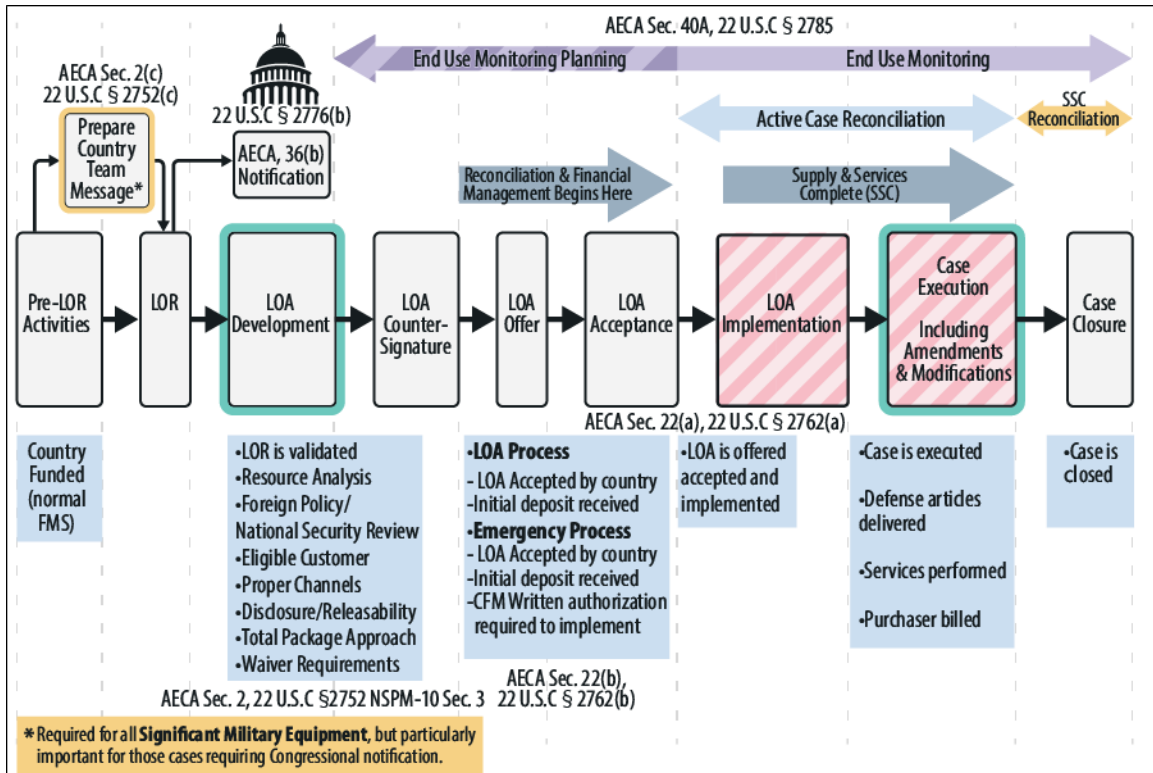 AECA Sec. 40A, 22 U.S.C § 2785
End Use Monitoring Planning
End Use Monitoring
AECA Sec. 2(c)
22 U.S.C § 2752(c)
22 U.S.C § 2776(b)
Prepare
Country
Team
Message*
AECA, 36(b)
Notification
Active Case Reconciliation
SSC
Reconciliation
Reconciliation & Financial
Management Begins Here
Supply & Services
Complete (SSC)
Pre-LOR
Activities
LOR
LOA
Development
LOA
Counter-
Signature
LOA
Offer
LOA
Acceptance
LOA
Implementation
Case
Execution
Including
Amendments
& Modifications
Case
Closure
AECA Sec. 22(a), 22 U.S.C § 2762(a)
Country
Funded
(normal
FMS)
•LOR is validated
•Resource Analysis
•Foreign Policy/
National Security Review
•Eligible Customer
•Proper Channels
•Disclosure/Releasability
•Total Package Approach
•Waiver Requirements
•LOA Process
- LOA Accepted by country
-Initial deposit received
•Emergency Process
- LOA Accepted by country
-Initial deposit received
-CFM Written authorization
required to implement
•LOA is offered
accepted and
implemented
•Case is executed
•Defense articles
delivered
•Services performed
•Purchaser billed
•Case is
closed
AECA Sec. 2, 22 U.S.C §2752 NSPM-10 Sec. 3
AECA Sec. 22(b),
22 U.S.C § 2762(b)
* Required for all Significant Military Equipment, but particularly
important for those cases requiring Congressional notification.